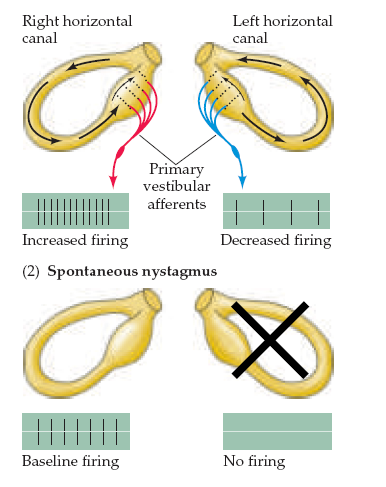 Right horizontal
canal
Left horizontal
canal
Primary
vestibular
afferents
Increased firing
Decreased firing
(2) Spontaneous nystagmus
Baseline firing
No firing